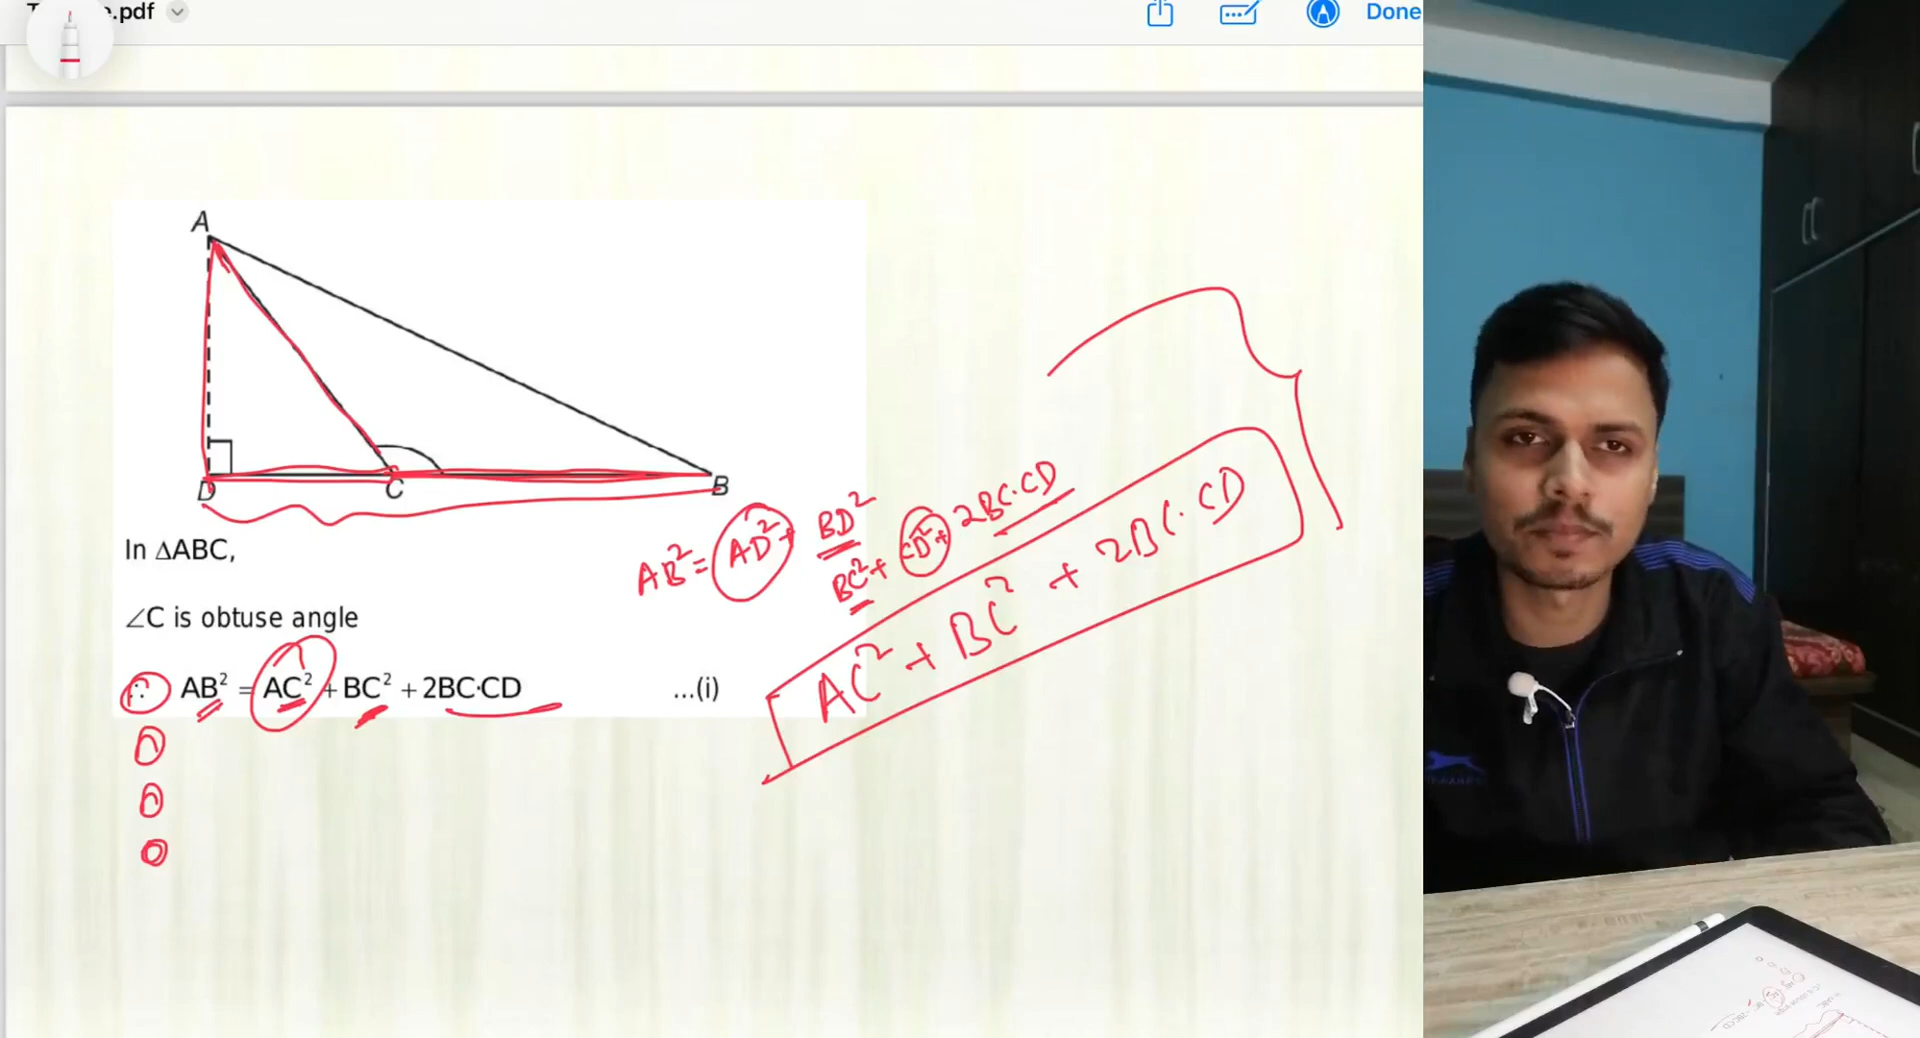 .pdf
Done
A
D
C
B
In ΔABC,
∠C is obtuse angle
∴ AB² = AC² + BC² + 2BC·CD ...(i)
AB² = AD² + BD²
BC² + CD² + 2BC·CD
AC² + BC² + 2BC·CD